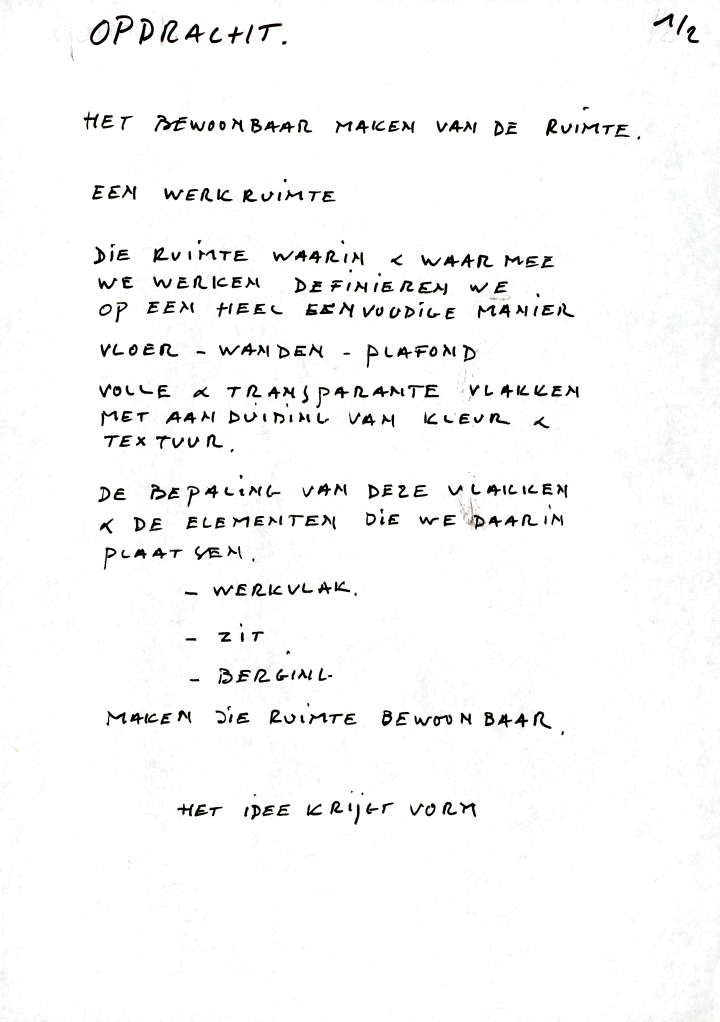 OPDRACHT.
1/2
HET BEWOONBAAR MAKEN VAN DE RUIMTE.
EEN WERKRUIMTE
DIE RUIMTE WAARIN & WAARMEE
WE WERKEN DEFINIEREN WE
OP EEN HEEL EENVOUDIGE MANIER
VLOER - WANDEN - PLAFOND
VOLLE & TRANSPARANTE VLAKKEN
MET AANDUIDING VAN KLEUR &
TEXTUUR.
DE BEPALING VAN DEZE VLAKKEN
& DE ELEMENTEN DIE WE DAARIN
PLAATSEN.
- WERKVLAK.
- ZIT
- BERGING
MAKEN DIE RUIMTE BEWOONBAAR.
HET IDEE KRIJGT VORM